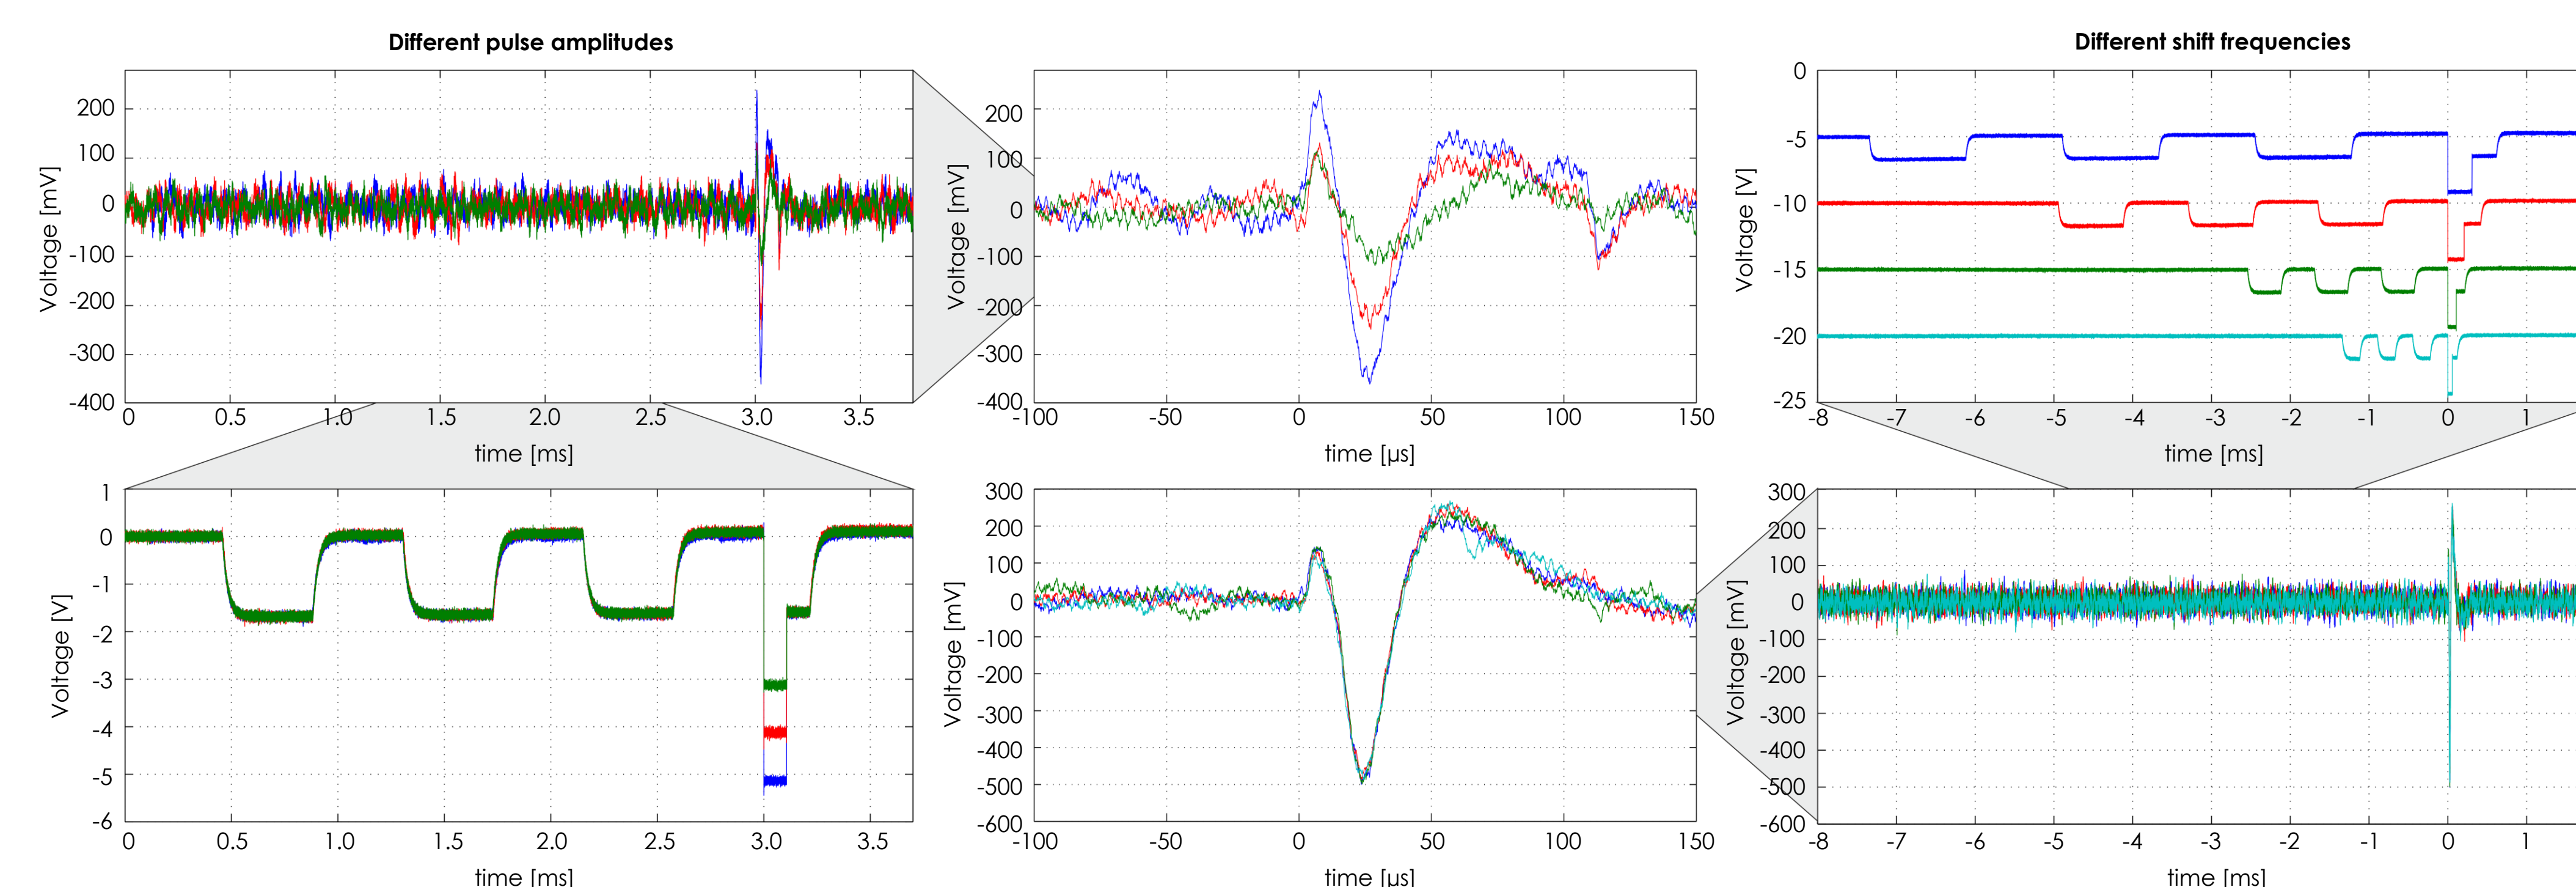 Different pulse amplitudes
Different shift frequencies
200
100
0
-100
-200
-300
-400
Voltage [mV]
0 0.5 1.0 1.5 2.0 2.5 3.0 3.5
time [ms]
200
100
0
-100
-200
-300
-400
Voltage [mV]
-100 -50 0 50 100 150
time [µs]
0
-5
-10
-15
-20
-25
Voltage [V]
-8 -7 -6 -5 -4 -3 -2 -1 0 1
time [ms]
1
0
-1
-2
-3
-4
-5
-6
Voltage [V]
0 0.5 1.0 1.5 2.0 2.5 3.0 3.5
time [ms]
300
200
100
0
-100
-200
-300
-400
-500
-600
Voltage [mV]
-100 -50 0 50 100 150
time [µs]
300
200
100
0
-100
-200
-300
-400
-500
-600
Voltage [mV]
-8 -7 -6 -5 -4 -3 -2 -1 0 1
time [ms]